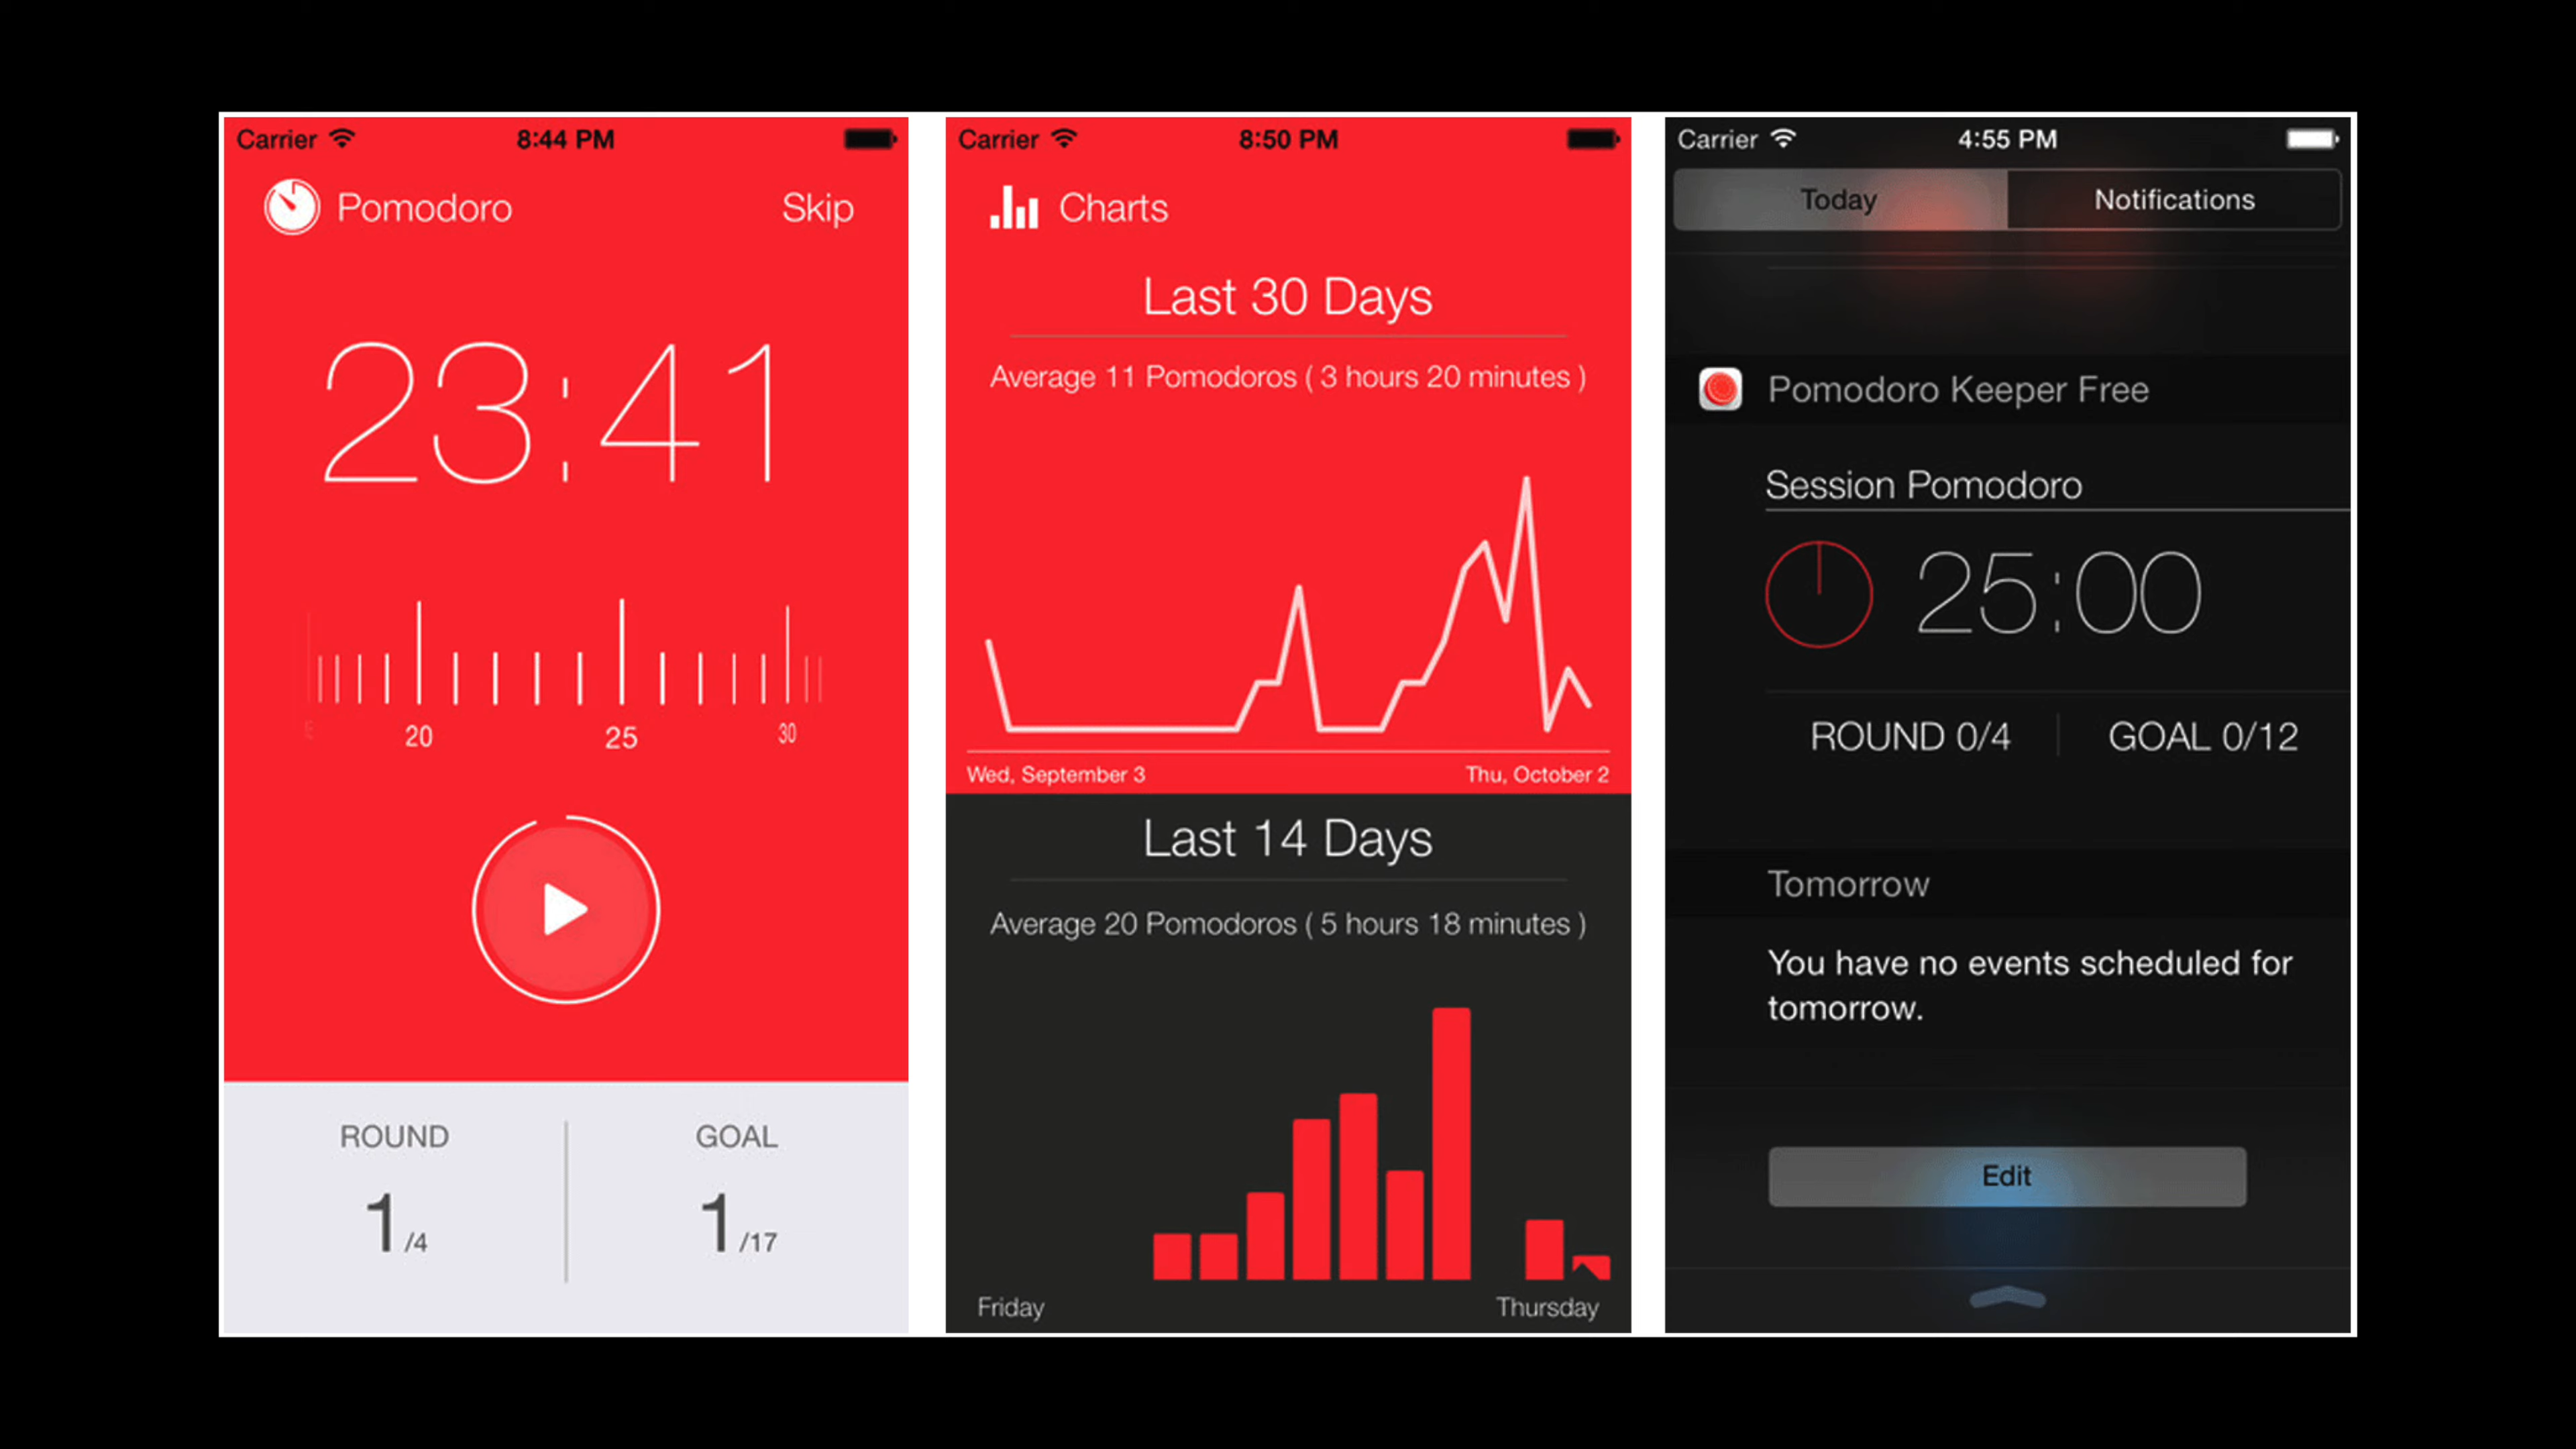 Carrier 8:44 PM
Pomodoro Skip
23:41
20 25 30
ROUND GOAL
1/4 1/17
Carrier 8:50 PM
Charts
Last 30 Days
Average 11 Pomodoros ( 3 hours 20 minutes )
Wed, September 3 Thu, October 2
Last 14 Days
Average 20 Pomodoros ( 5 hours 18 minutes )
Friday Thursday
Carrier 4:55 PM
Today Notifications
Pomodoro Keeper Free
Session Pomodoro
25:00
ROUND 0/4 GOAL 0/12
Tomorrow
You have no events scheduled for
tomorrow.
Edit